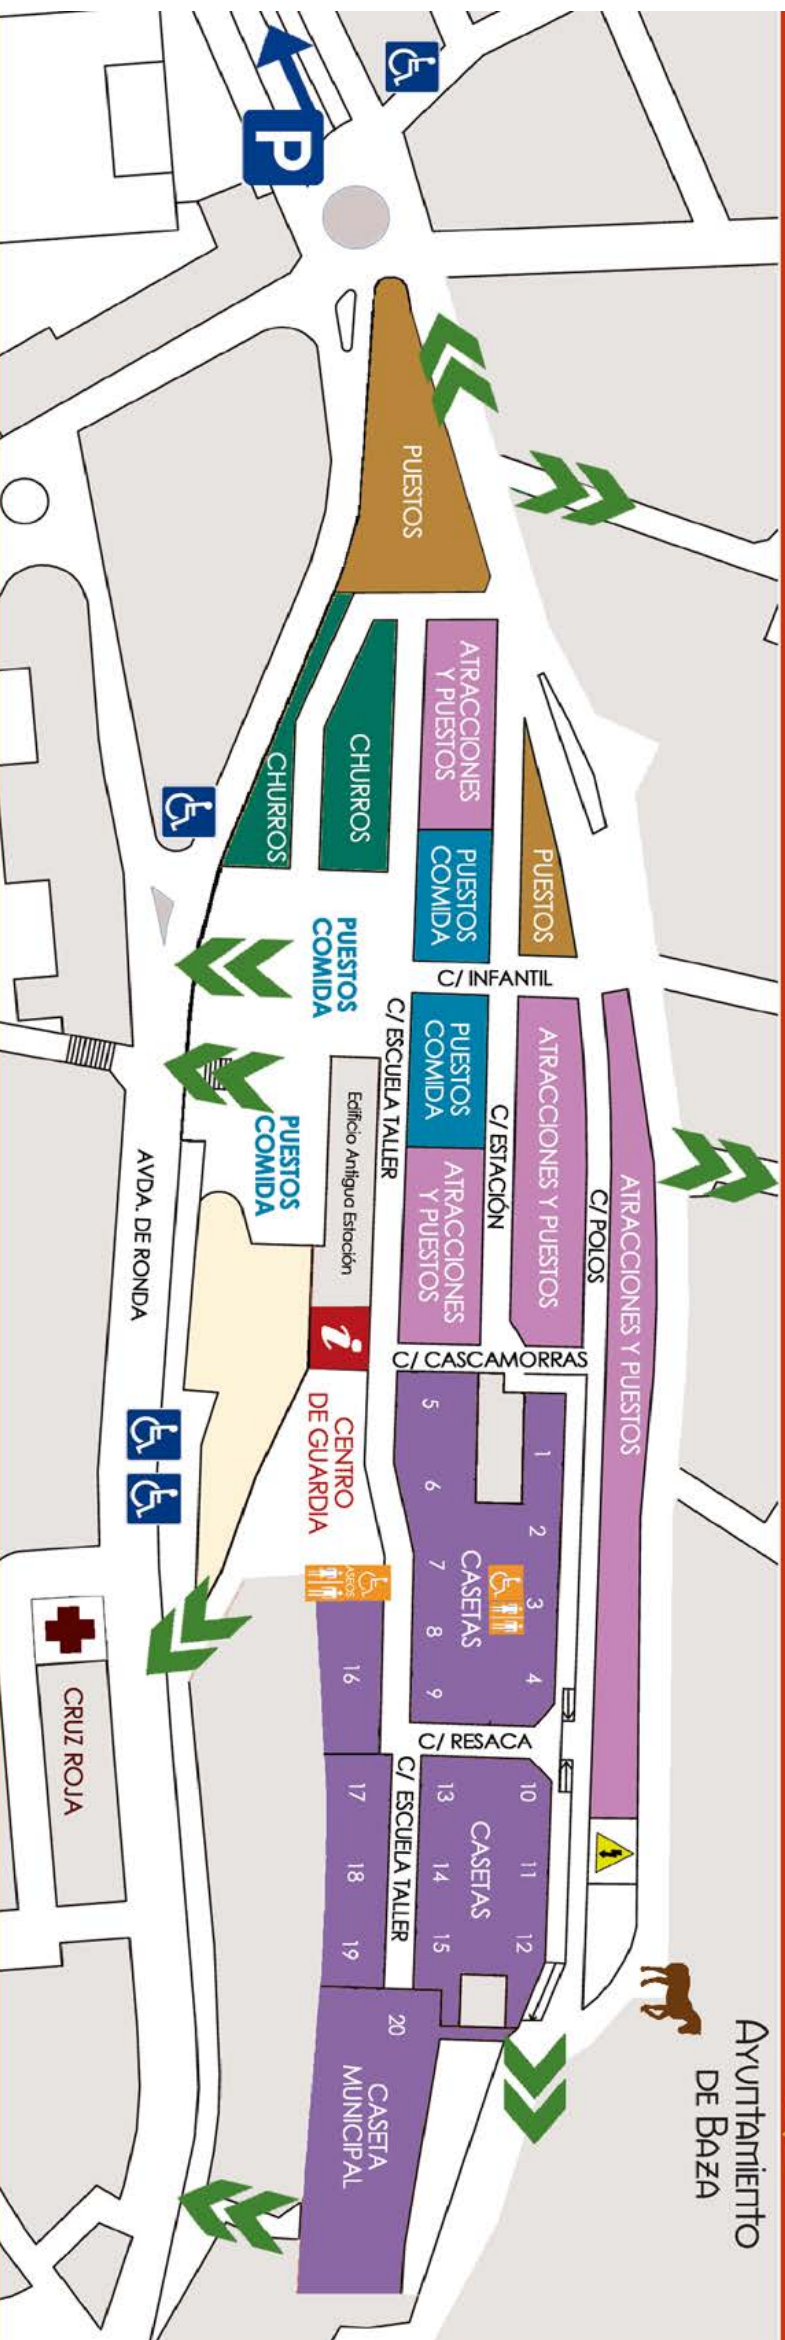 AYUNTAMIENTO
DE BAZA
P
PUESTOS
ATRACCIONES
Y PUESTOS
CHURROS
CHURROS
PUESTOS
COMIDA
PUESTOS
PUESTOS
COMIDA
C/ INFANTIL
PUESTOS
COMIDA
PUESTOS
COMIDA
C/ ESCUELA TALLER
Edificio Antigua Estación
C/ ESTACIÓN
ATRACCIONES
Y PUESTOS
ATRACCIONES Y PUESTOS
C/ POLOS
ATRACCIONES Y PUESTOS
AVDA. DE RONDA
i
C/ CASCAMORRAS
CENTRO
DE GUARDIA
1
2
3
4
5
6
7
8
9
CASETAS
ASEOS
16
C/ RESACA
CRUZ ROJA
10
11
12
CASETAS
13
14
15
C/ ESCUELA TALLER
17
18
19
20
CASETA
MUNICIPAL